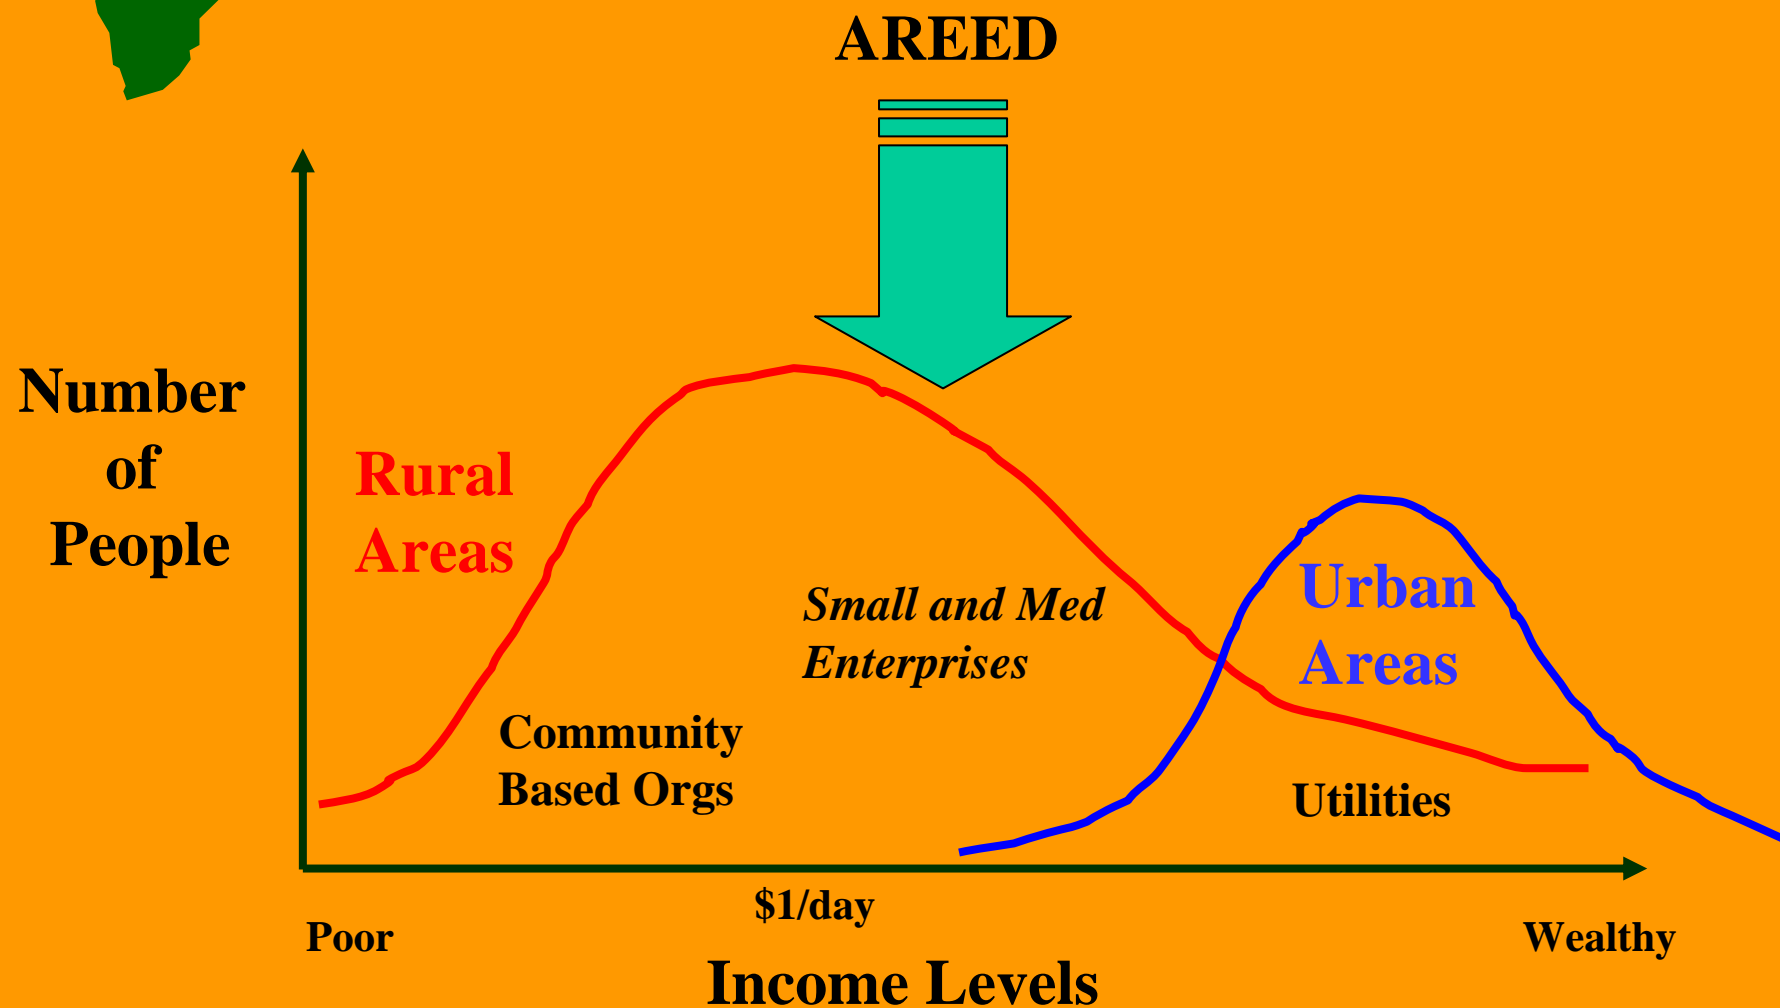 AREED
Number
of
People
Rural
Areas
Small and Med
Enterprises
Urban
Areas
Community
Based Orgs
Utilities
$1/day
Poor
Wealthy
Income Levels